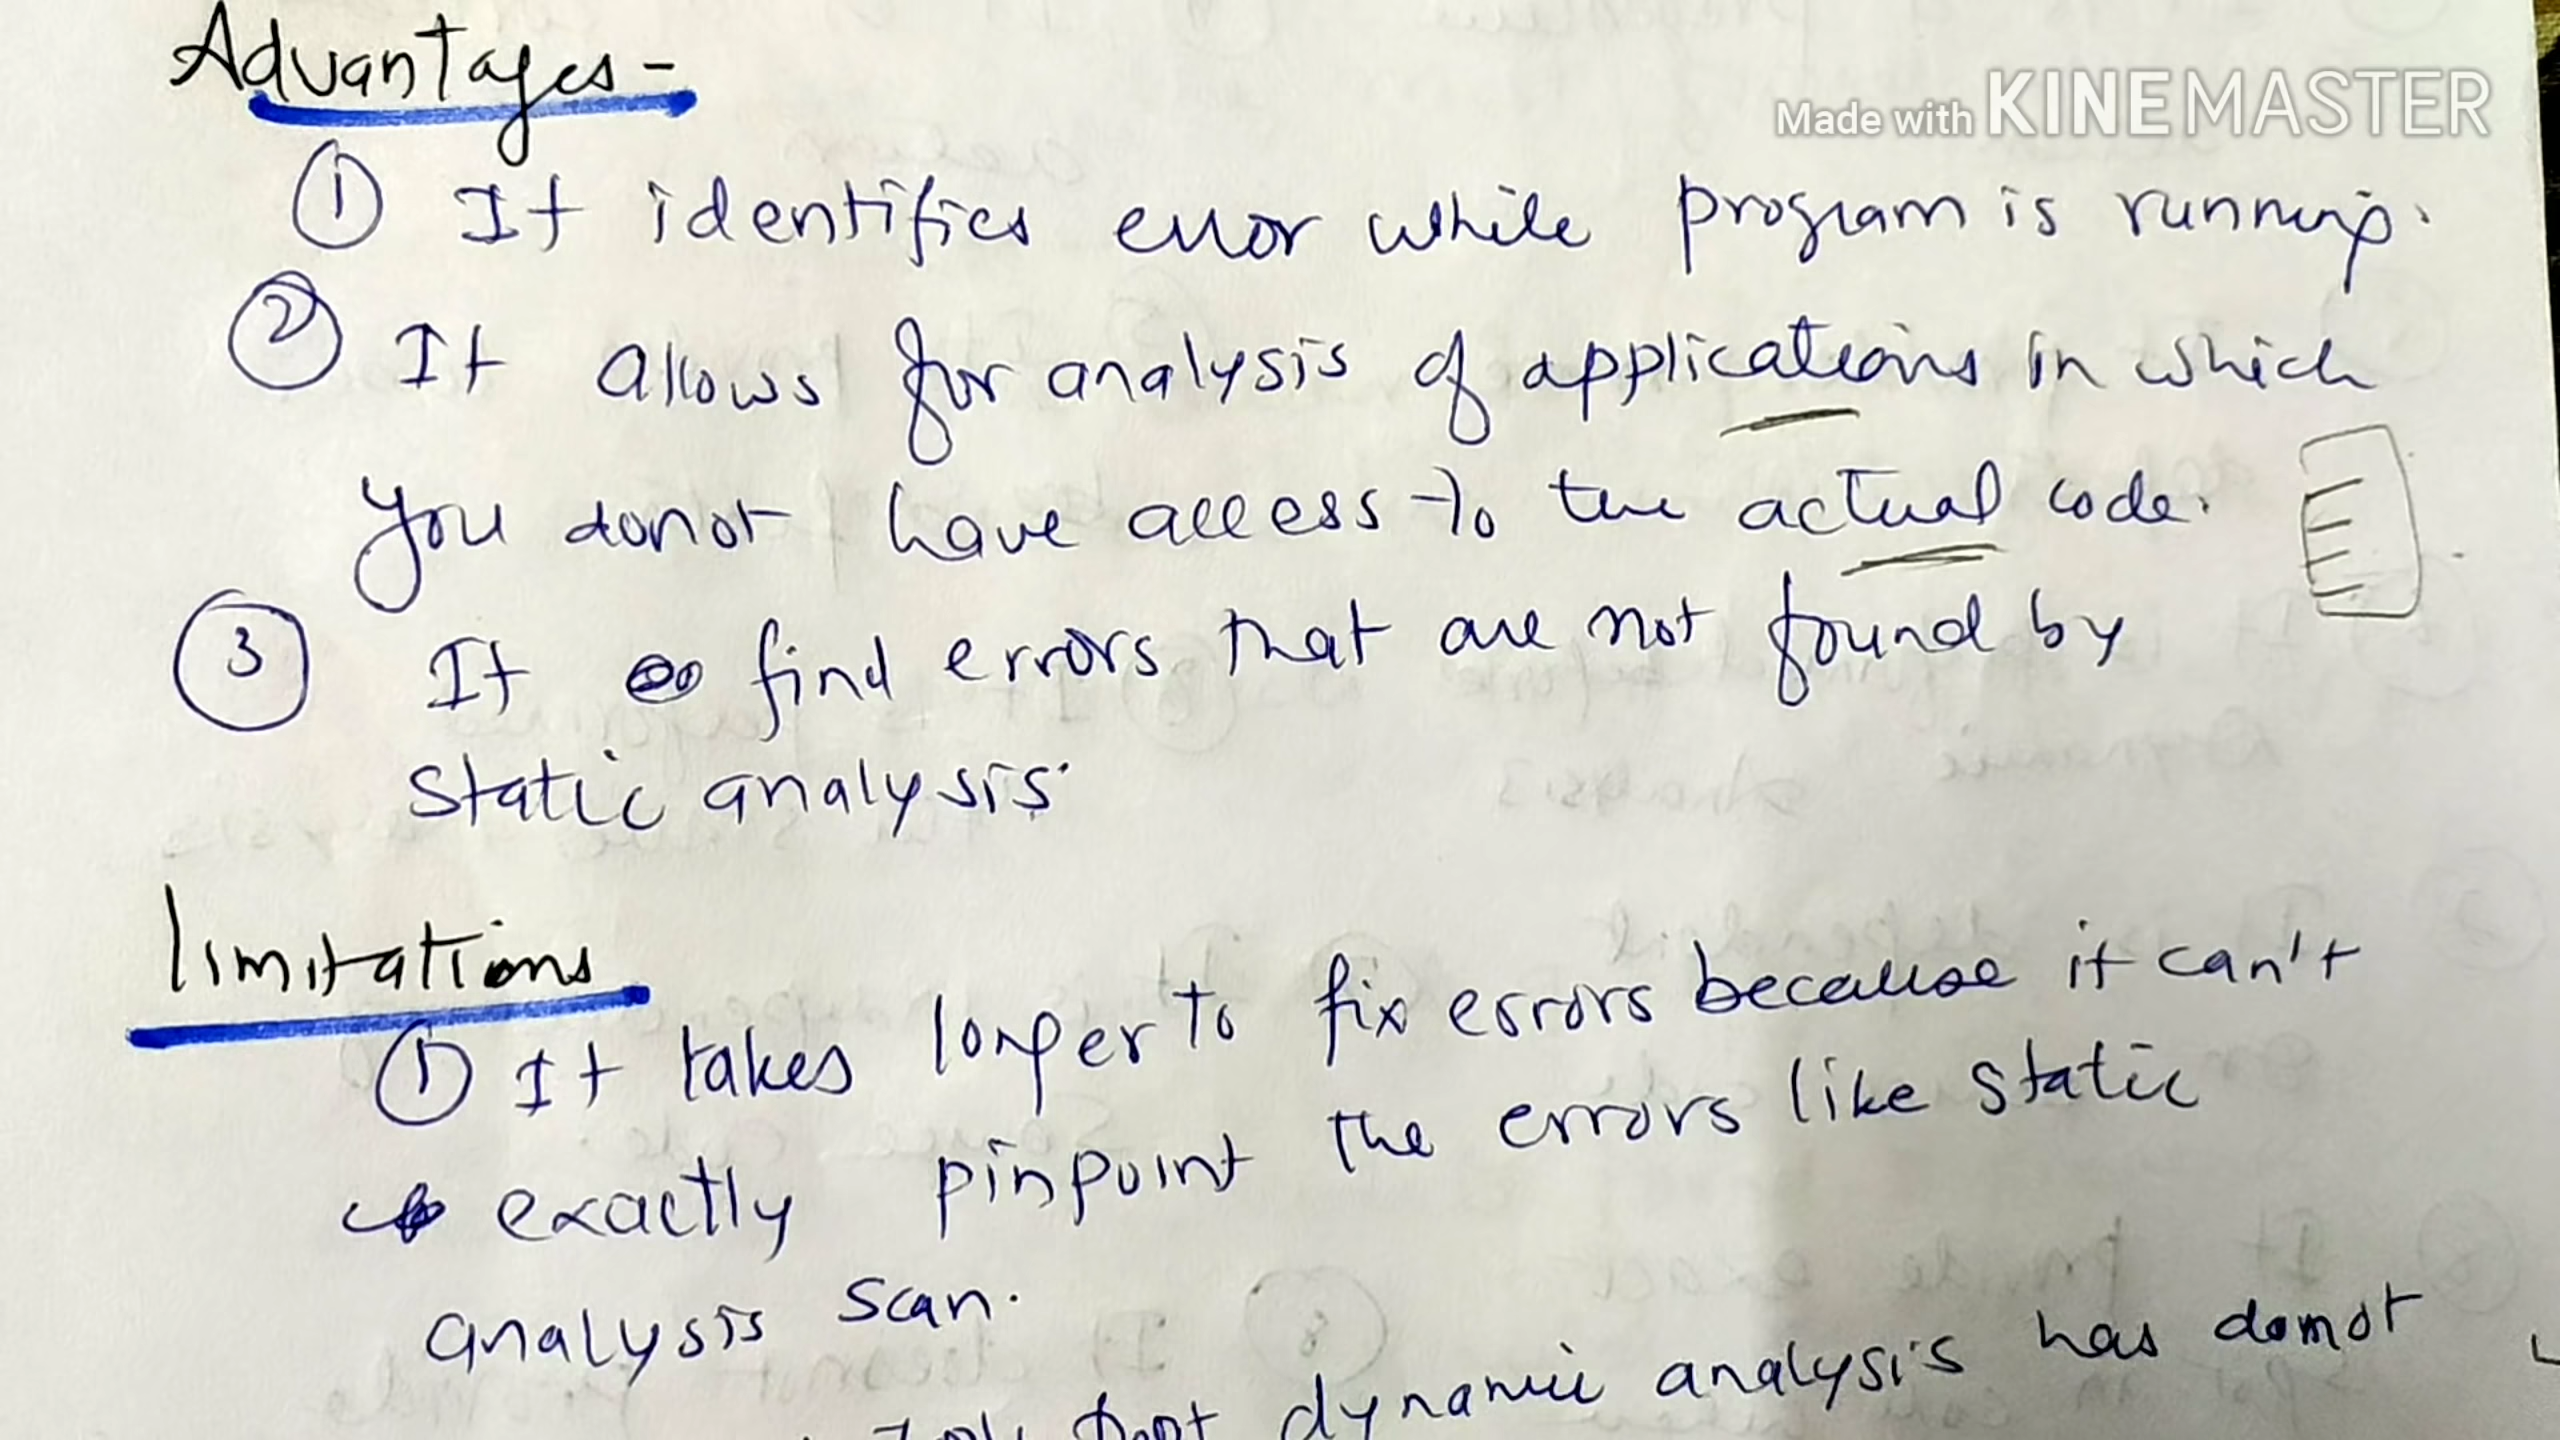 Advantages -
Made with KINEMASTER
① It identifies error while program is running.
② It allows for analysis of applications in which
you donot have access to the actual code.
③ It find errors that are not found by
static analysis.
limitations
① It takes longer to fix errors because it can't
exactly pinpoint the errors like static
analysis scan.
dynamic analysis has donot